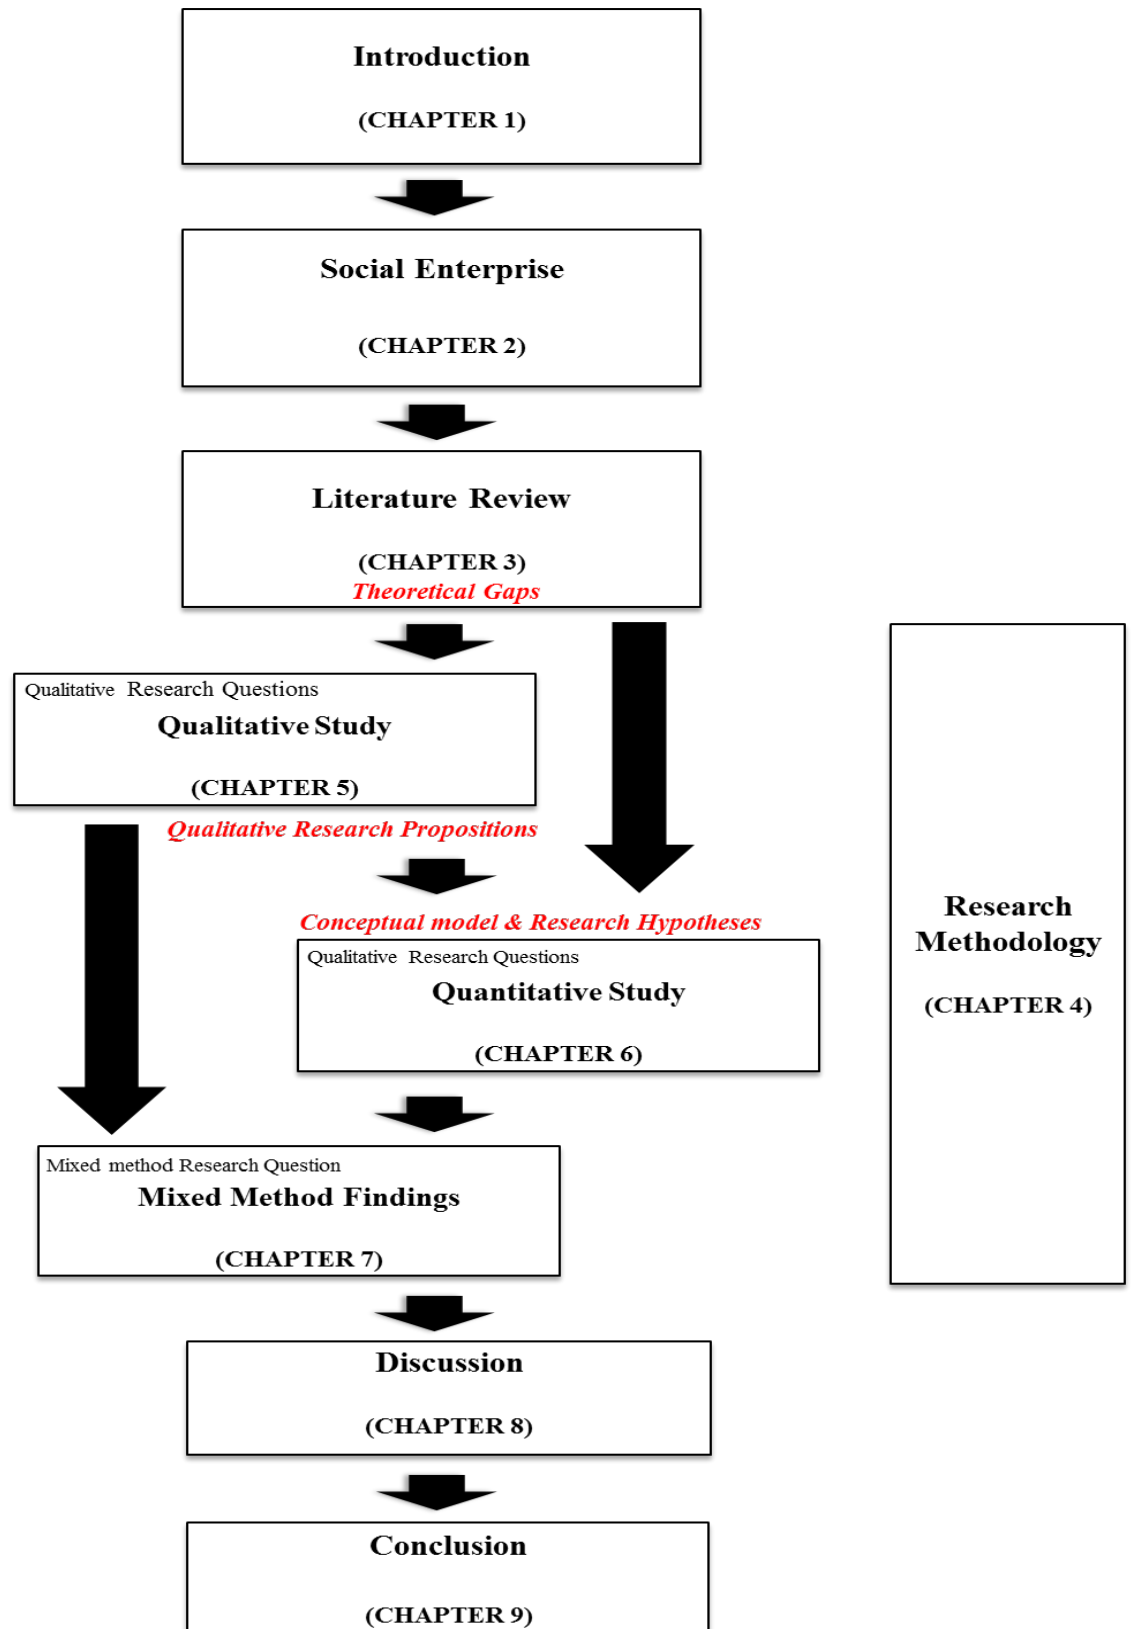 Introduction
(CHAPTER 1)
Social Enterprise
(CHAPTER 2)
Literature Review
(CHAPTER 3)
Theoretical Gaps
Qualitative Research Questions
Qualitative Study
(CHAPTER 5)
Qualitative Research Propositions
Conceptual model & Research Hypotheses
Qualitative Research Questions
Quantitative Study
(CHAPTER 6)
Research
Methodology
(CHAPTER 4)
Mixed method Research Question
Mixed Method Findings
(CHAPTER 7)
Discussion
(CHAPTER 8)
Conclusion
(CHAPTER 9)